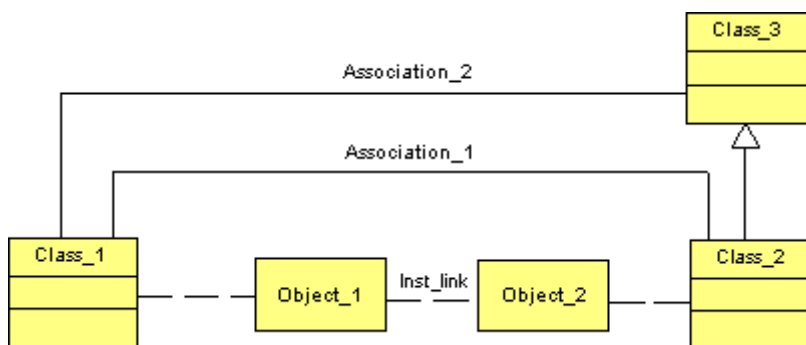 Class_3
Association_2
Association_1
Class_1
Class_2
Inst_link
Object_1
Object_2